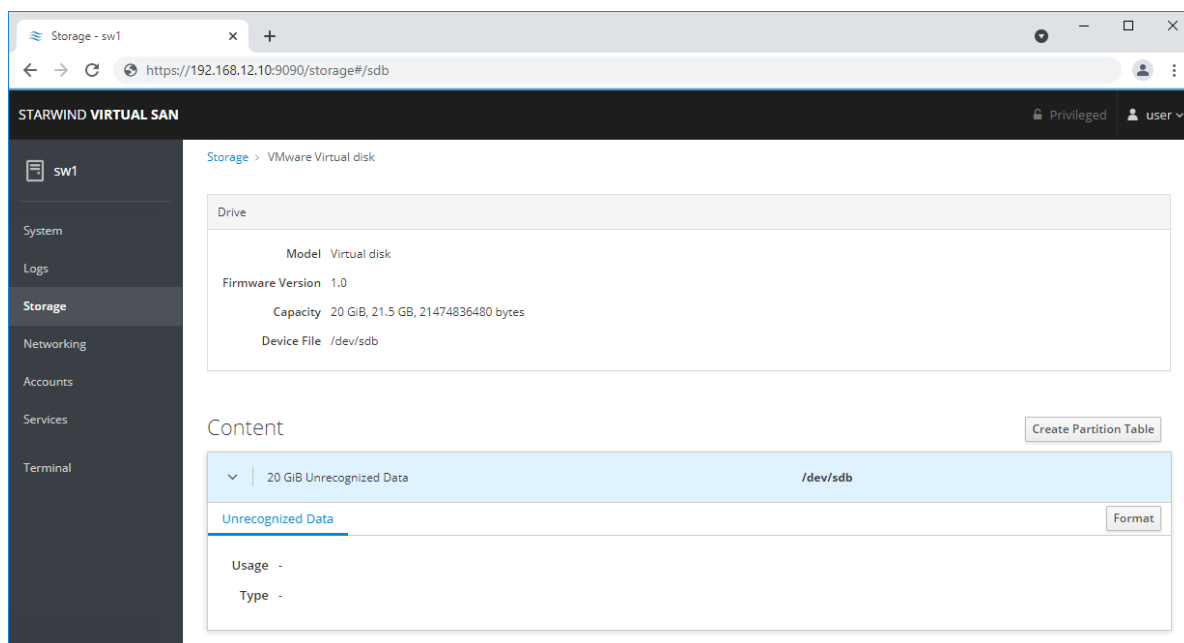 Storage - sw1
https://192.168.12.10:9090/storage#/sdb
STARWIND VIRTUAL SAN
Privileged
user
sw1
System
Logs
Storage
Networking
Accounts
Services
Terminal
Storage > VMware Virtual disk
Drive
Model Virtual disk
Firmware Version 1.0
Capacity 20 GiB, 21.5 GB, 21474836480 bytes
Device File /dev/sdb
Content
Create Partition Table
20 GiB Unrecognized Data /dev/sdb
Unrecognized Data
Format
Usage -
Type -